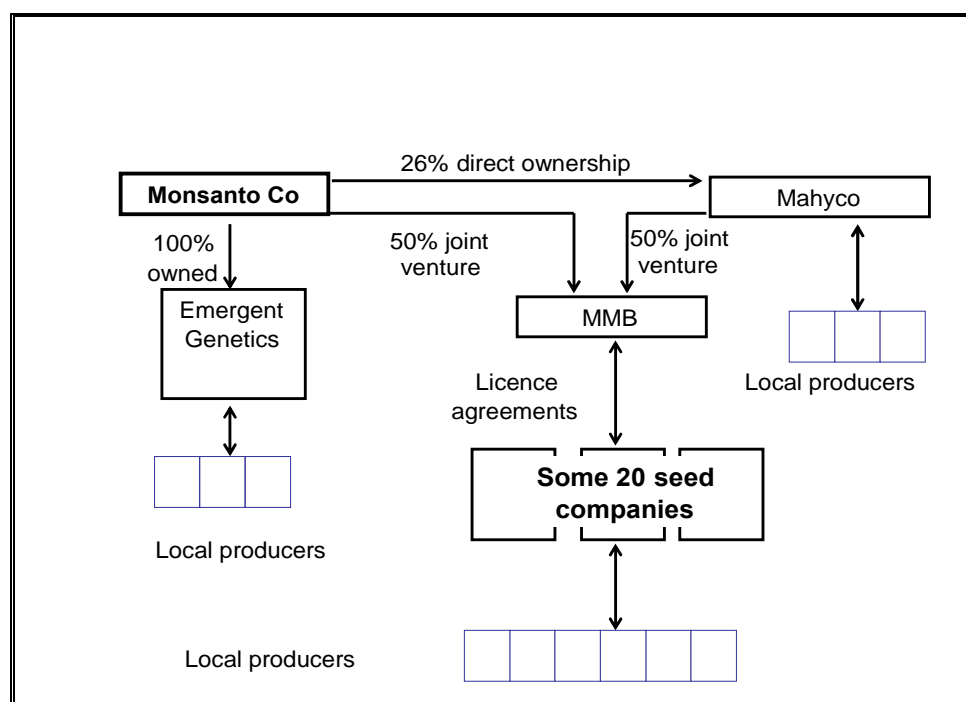 26% direct ownership
Monsanto Co
Mahyco
100%
owned
50% joint
venture
50% joint
venture
Emergent
Genetics
MMB
Licence
agreements
Local producers
Some 20 seed
companies
Local producers
Local producers